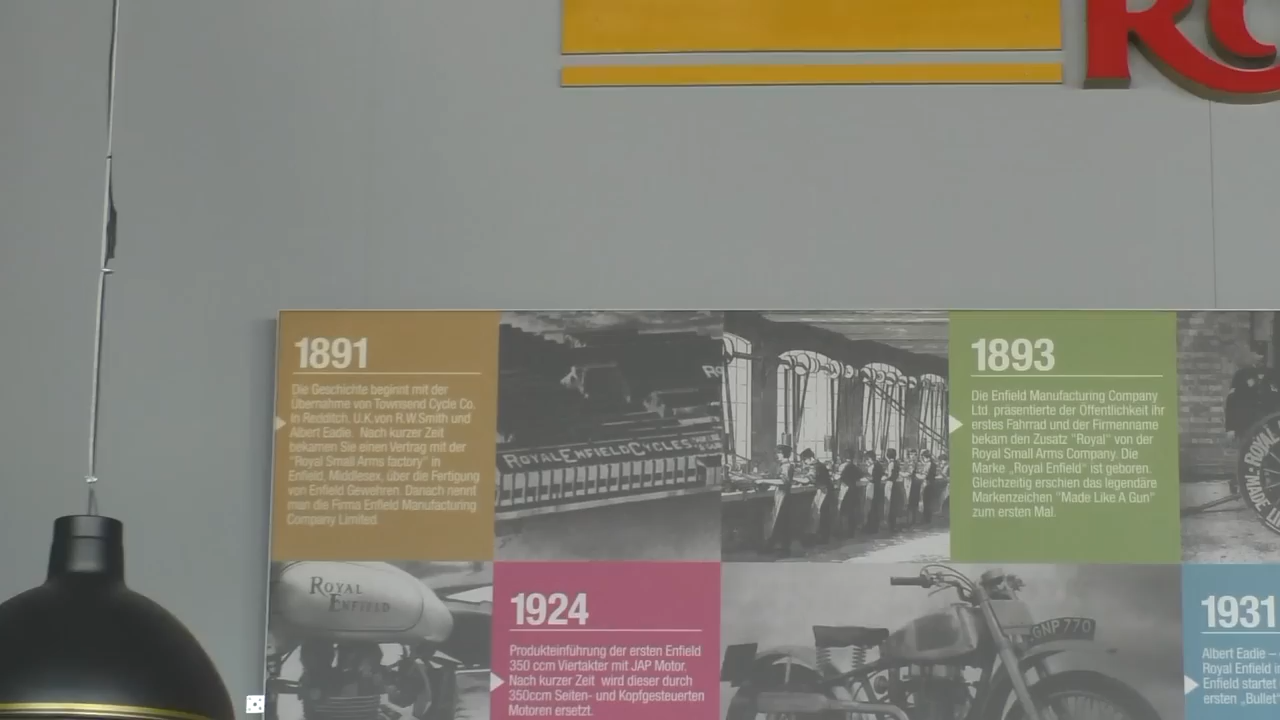 RO
1891
Die Geschichte beginnt mit der
Übernahme von Townsend Cycle Co.
in Redditch, U.K von R.W.Smith und
Albert Eadie. Nach kurzer Zeit
bekamen Sie einen Vertrag mit der
"Royal Small Arms factory" in
Enfield, Middlesex, über die Fertigung
von Enfield Gewehren. Danach nennt
man die Firma Enfield Manufacturing
Company Limited.
ROYAL ENFIELD CYCLES
1893
Die Enfield Manufacturing Company
Ltd. präsentierte der Öffentlichkeit ihr
erstes Fahrrad und der Firmenname
bekam den Zusatz "Royal" von der
Royal Small Arms Company. Die
Marke „Royal Enfield" ist geboren.
Gleichzeitig erschien das legendäre
Markenzeichen "Made Like A Gun"
zum ersten Mal.
ROYAL
ENFIELD
1924
Produkteinführung der ersten Enfield
350 ccm Viertakter mit JAP Motor.
Nach kurzer Zeit wird dieser durch
350ccm Seiten- und Kopfgesteuerten
Motoren ersetzt.
GNP 770
1931
Albert Eadie –
Royal Enfield
Enfield startet
ersten „Bullet"